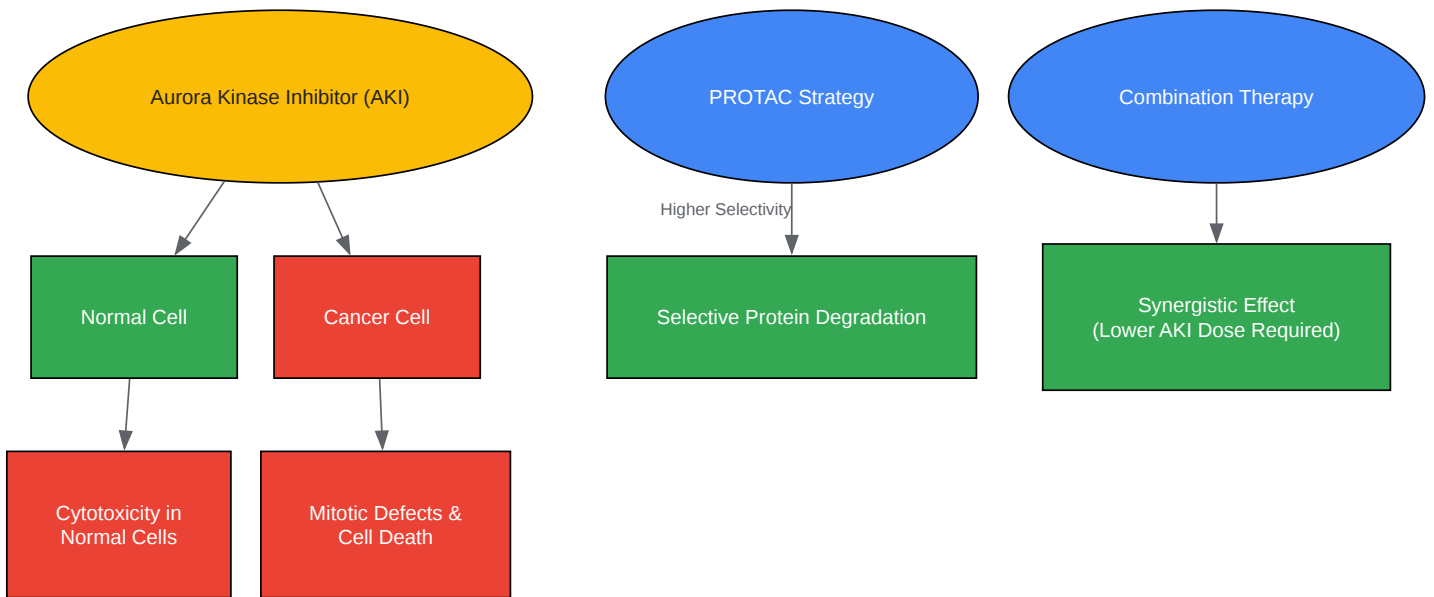 Aurora Kinase Inhibitor (AKI)
PROTAC Strategy
Combination Therapy
Higher Selectivity
Normal Cell
Cancer Cell
Selective Protein Degradation
Synergistic Effect
(Lower AKI Dose Required)
Cytotoxicity in
Normal Cells
Mitotic Defects &
Cell Death